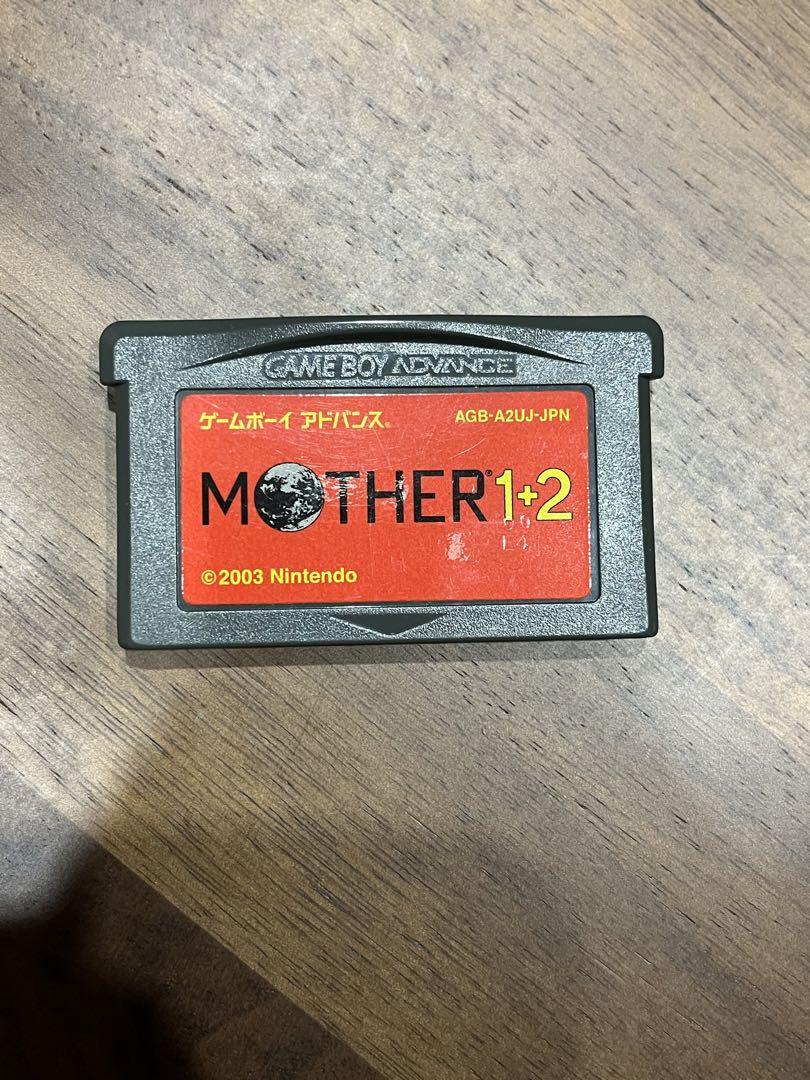 GAME BOY ADVANCE
ゲームボーイ アドバンス®
AGB-A2UJ-JPN
MOTHER® 1+2
©2003 Nintendo